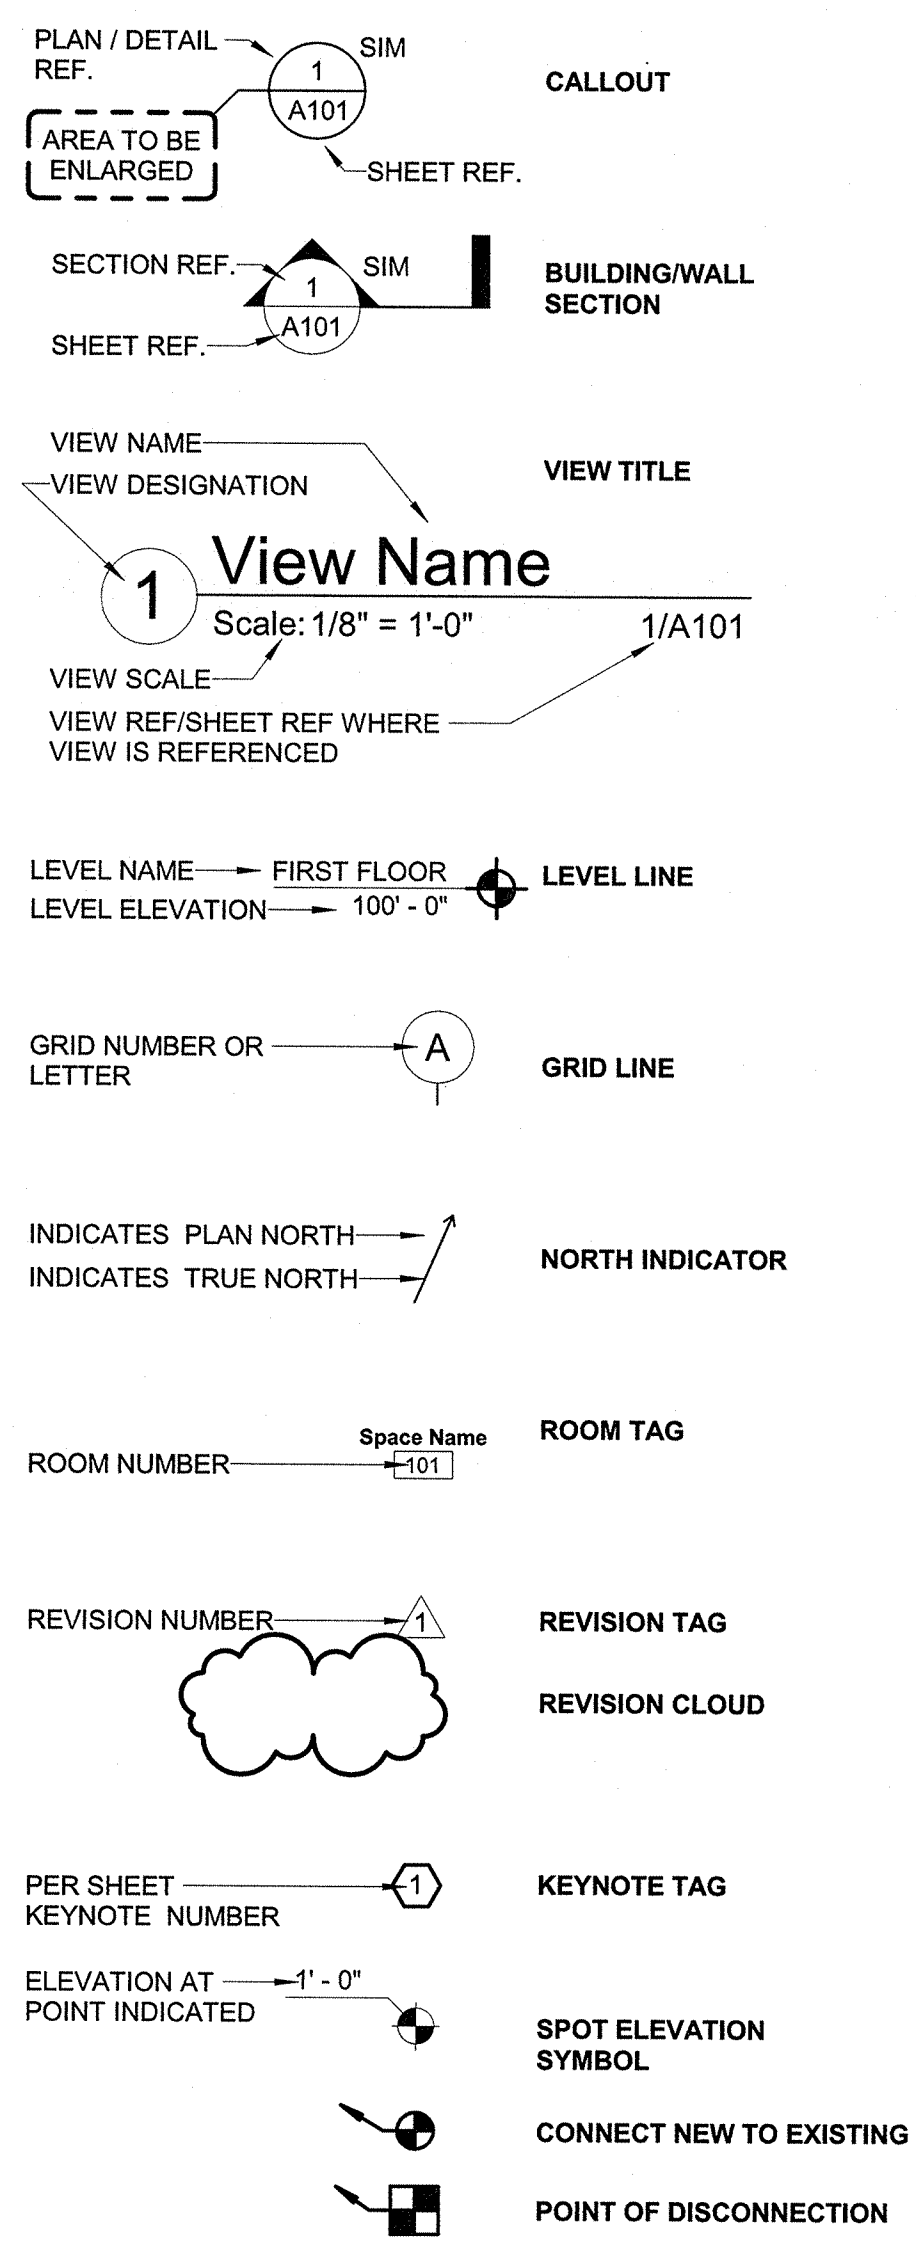 PLAN / DETAIL
REF.
1
A101
SIM
CALLOUT
AREA TO BE
ENLARGED
SHEET REF.
SECTION REF.
1
A101
SIM
SHEET REF.
BUILDING/WALL
SECTION
VIEW NAME
VIEW DESIGNATION
VIEW TITLE
1
View Name
Scale: 1/8" = 1'-0"
1/A101
VIEW SCALE
VIEW REF/SHEET REF WHERE
VIEW IS REFERENCED
LEVEL NAME
FIRST FLOOR
LEVEL LINE
LEVEL ELEVATION
100' - 0"
GRID NUMBER OR
LETTER
A
GRID LINE
INDICATES PLAN NORTH
INDICATES TRUE NORTH
NORTH INDICATOR
Space Name
ROOM TAG
ROOM NUMBER
101
REVISION NUMBER
1
REVISION TAG
REVISION CLOUD
PER SHEET
KEYNOTE NUMBER
1
KEYNOTE TAG
ELEVATION AT
POINT INDICATED
1' - 0"
SPOT ELEVATION
SYMBOL
CONNECT NEW TO EXISTING
POINT OF DISCONNECTION